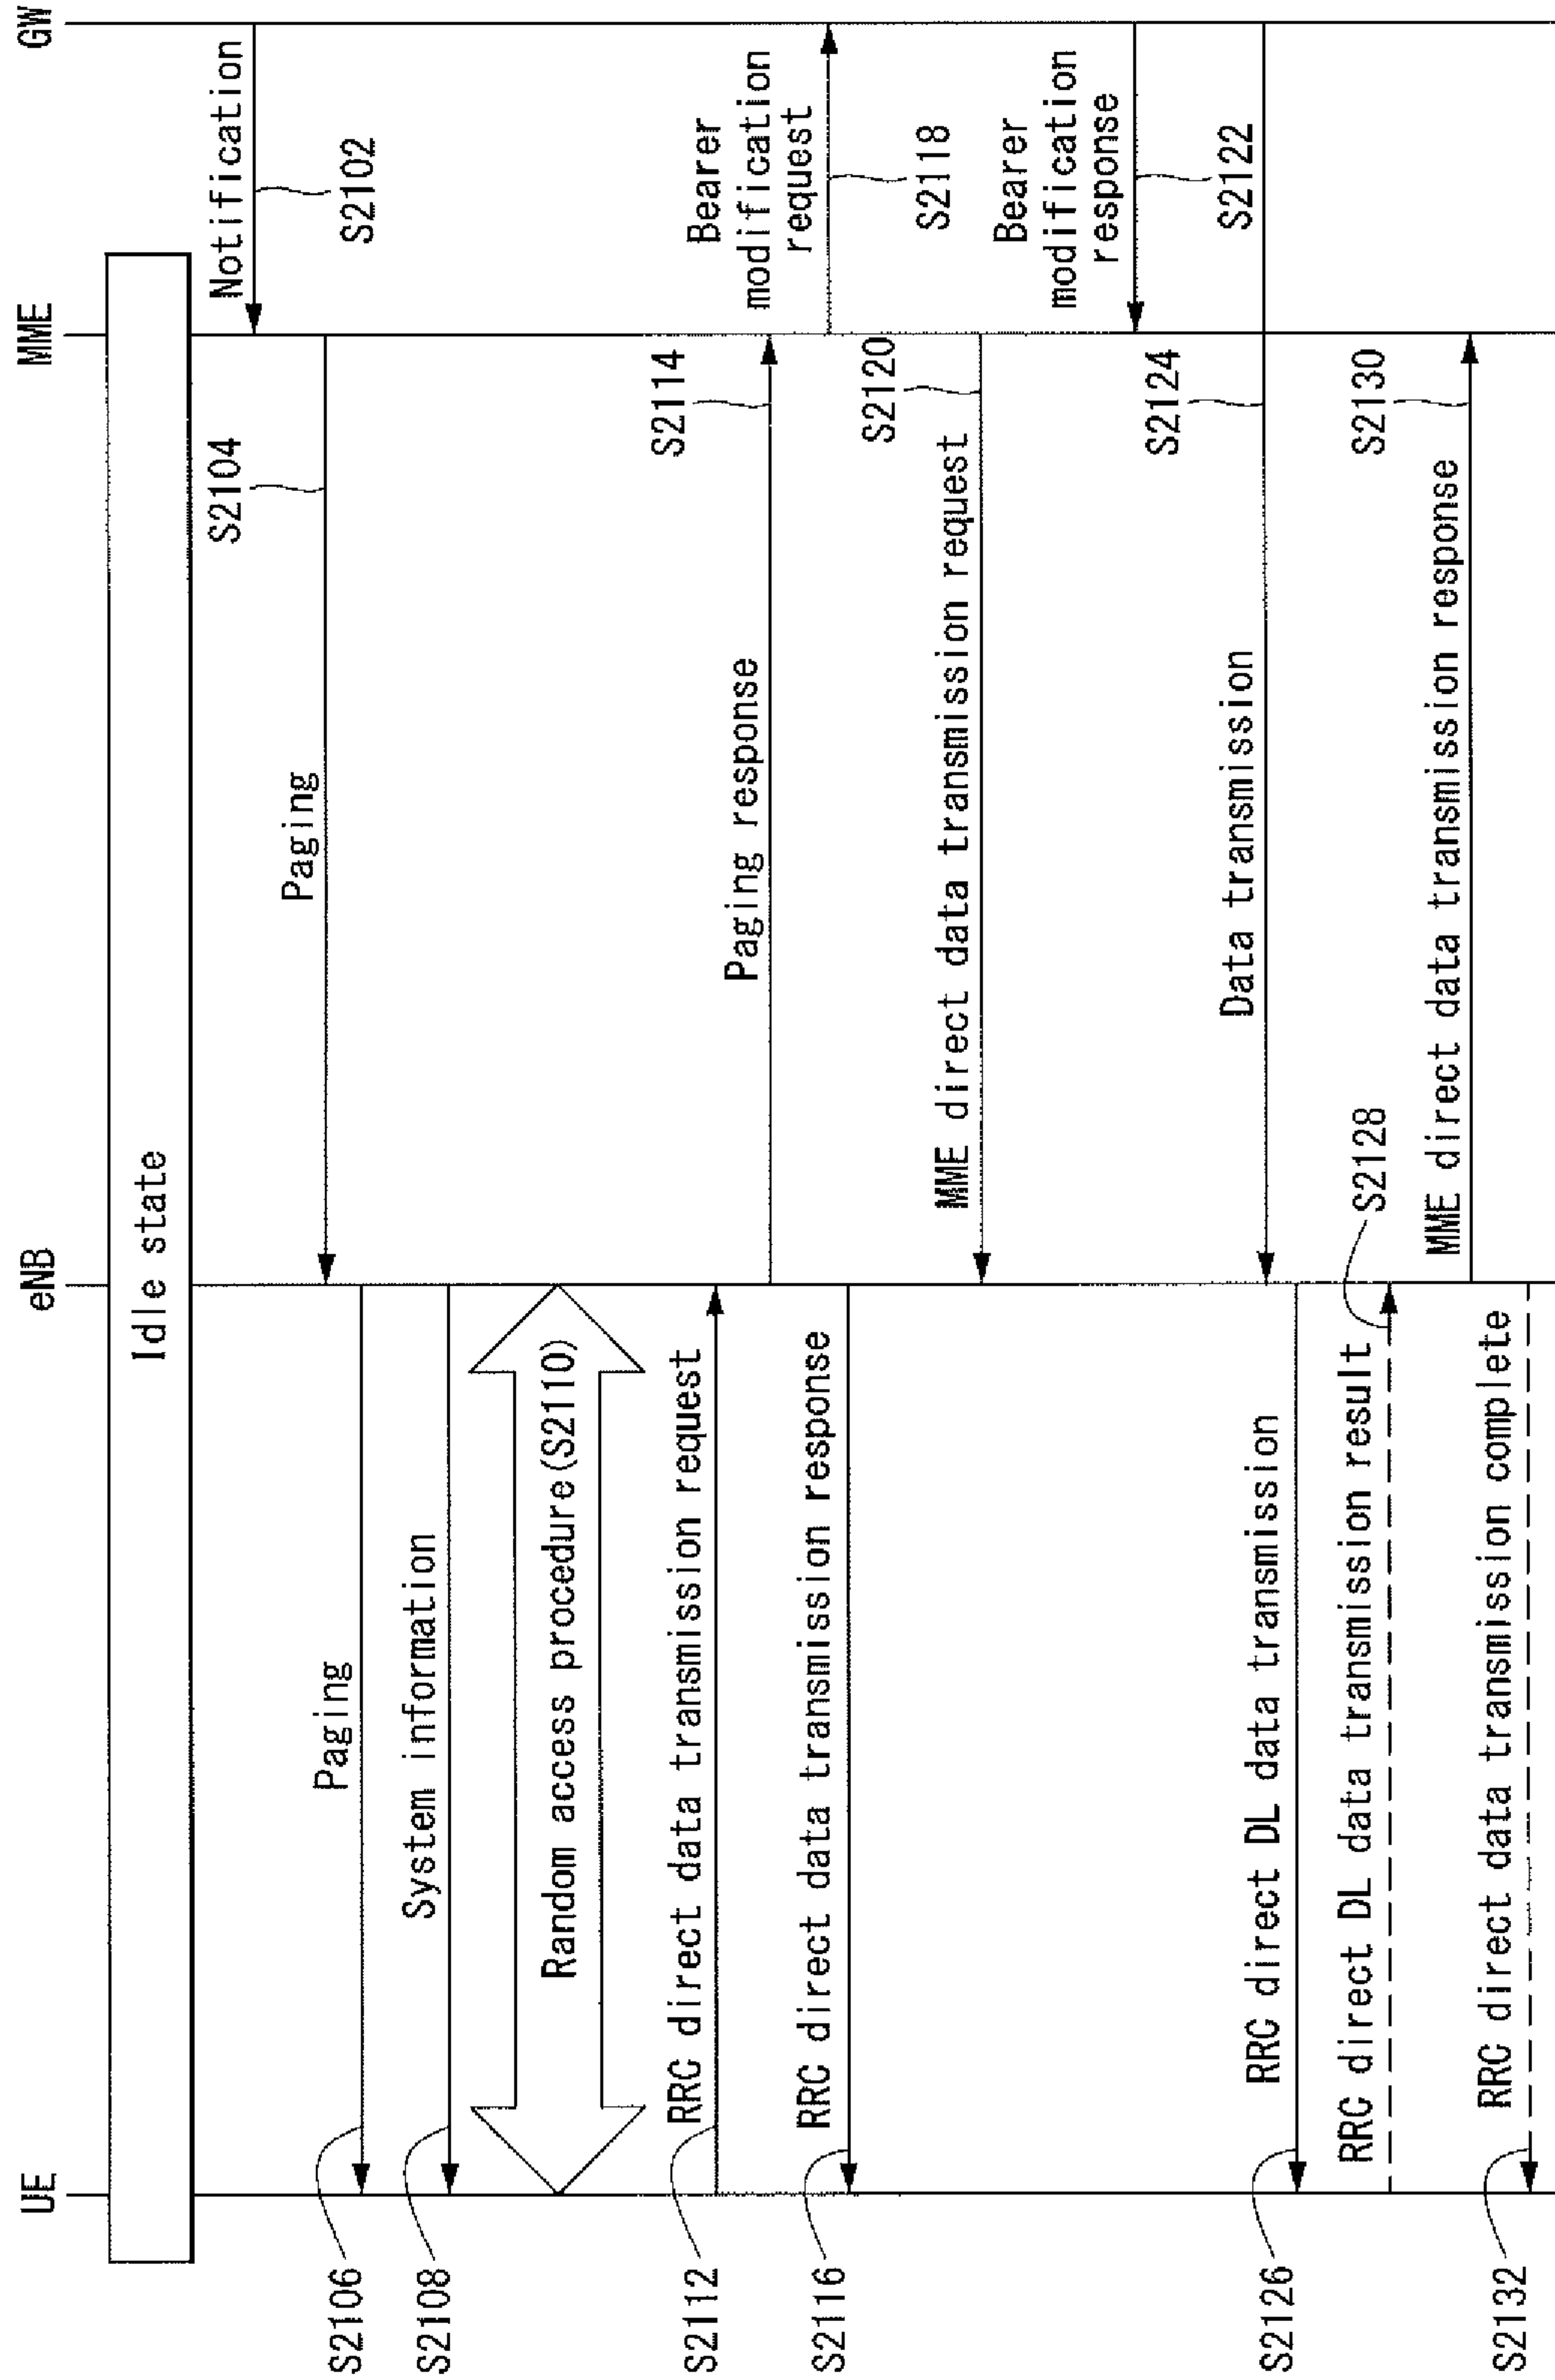 UE
eNB
MME
GW
Idle state
Notification
S2102
S2104
Paging
S2106
Paging
S2108
System information
Random access procedure(S2110)
S2112
RRC direct data transmission request
Paging response
S2114
S2116
RRC direct data transmission response
Bearer
modification
request
S2118
MME direct data transmission request
S2120
Bearer
modification
response
S2122
Data transmission
S2124
S2126
RRC direct DL data transmission
RRC direct DL data transmission result
S2128
MME direct data transmission response
S2130
S2132
RRC direct data transmission complete